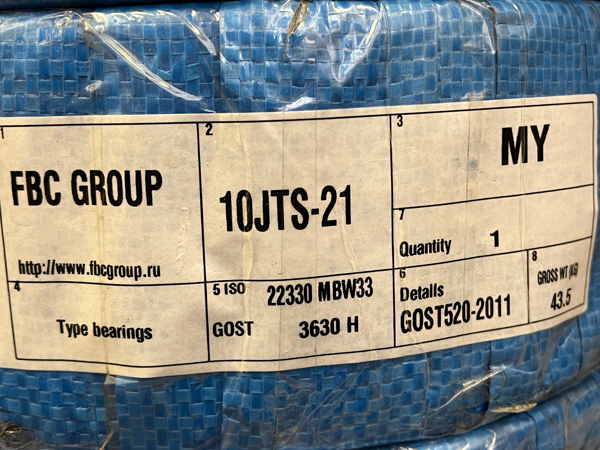 1
FBC GROUP
http://www.fbcgroup.ru
2
10JTS-21
3
MY
7
Quantity 1
4
Type bearings
5 ISO 22330 MBW33
GOST 3630 H
6
Details
GOST520-2011
8
GROSS WT (KG)
43.5